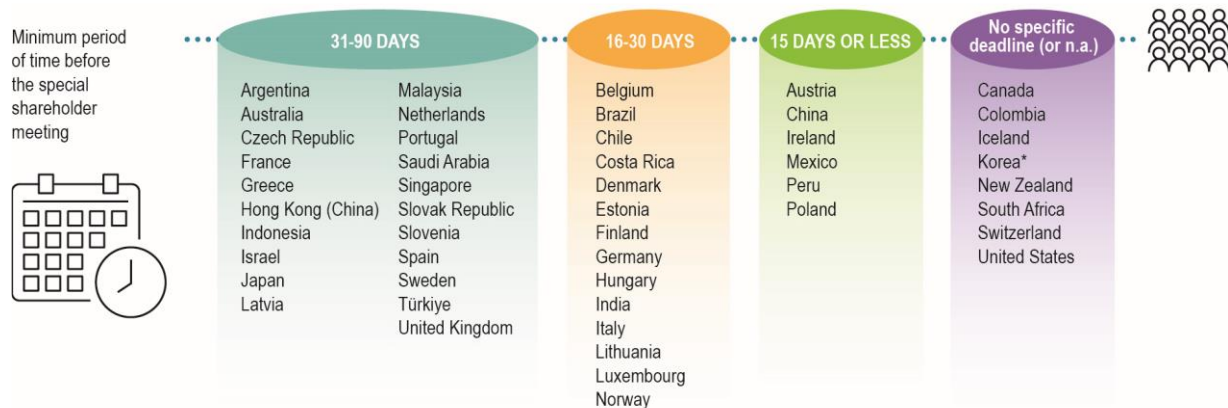 Minimum period
of time before
the special
shareholder
meeting
31-90 DAYS
Argentina
Australia
Czech Republic
France
Greece
Hong Kong (China)
Indonesia
Israel
Japan
Latvia
Malaysia
Netherlands
Portugal
Saudi Arabia
Singapore
Slovak Republic
Slovenia
Spain
Sweden
Türkiye
United Kingdom
16-30 DAYS
Belgium
Brazil
Chile
Costa Rica
Denmark
Estonia
Finland
Germany
Hungary
India
Italy
Lithuania
Luxembourg
Norway
15 DAYS OR LESS
Austria
China
Ireland
Mexico
Peru
Poland
No specific
deadline (or n.a.)
Canada
Colombia
Iceland
Korea*
New Zealand
South Africa
Switzerland
United States